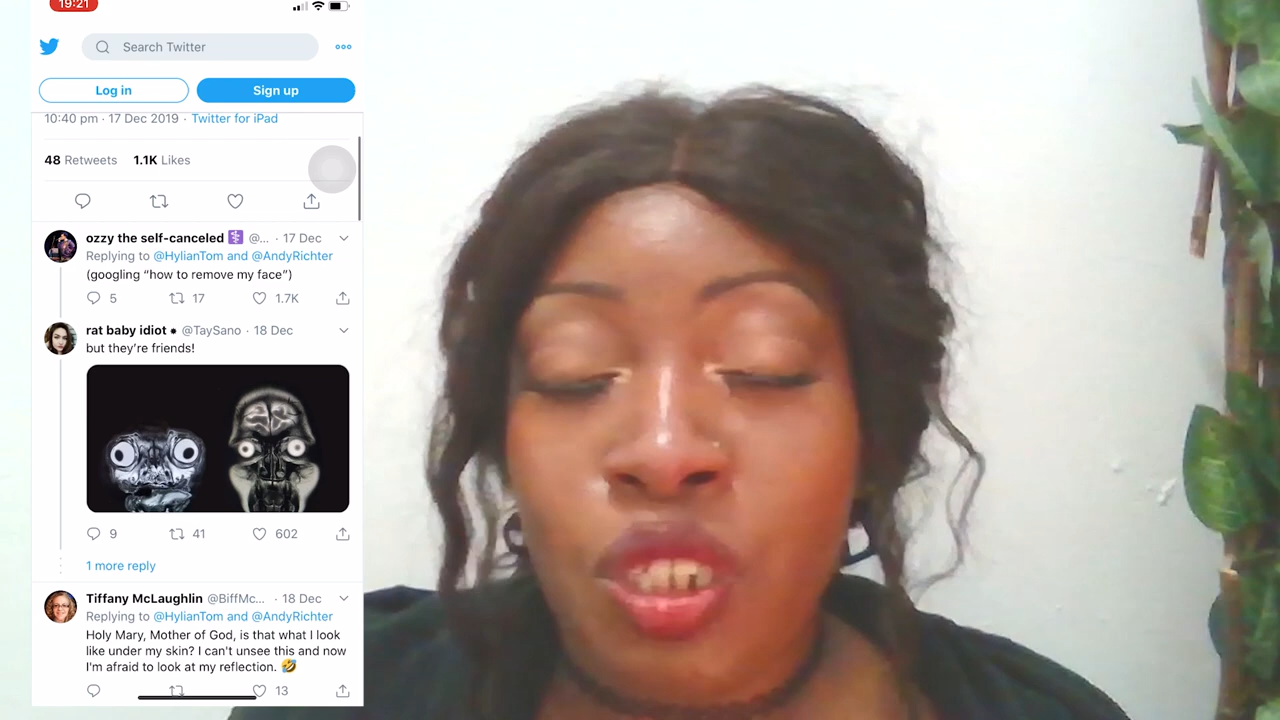 19:21
Search Twitter
Log in
Sign up
10:40 pm · 17 Dec 2019 · Twitter for iPad
48 Retweets 1.1K Likes
ozzy the self-canceled @... · 17 Dec
Replying to @HylianTom and @AndyRichter
(googling “how to remove my face”)
5 17 1.7K
rat baby idiot @TaySano · 18 Dec
but they’re friends!
9 41 602
1 more reply
Tiffany McLaughlin @BiffMc... · 18 Dec
Replying to @HylianTom and @AndyRichter
Holy Mary, Mother of God, is that what I look
like under my skin? I can't unsee this and now
I'm afraid to look at my reflection. 🤣
13